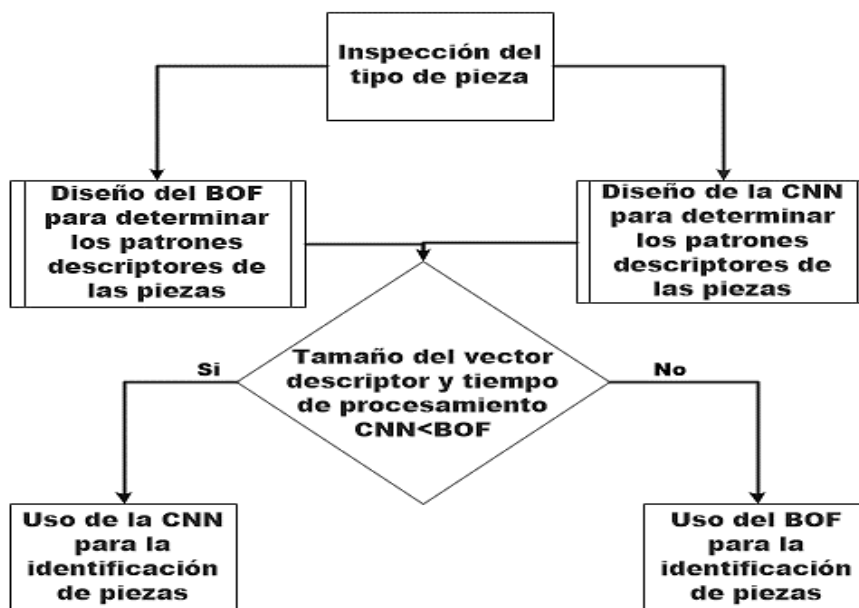 Inspección del
tipo de pieza
Diseño del BOF
para determinar
los patrones
descriptores de
las piezas
Diseño de la CNN
para determinar
los patrones
descriptores de
las piezas
Tamaño del vector
descriptor y tiempo
de procesamiento
CNN<BOF
Si
No
Uso de la CNN
para la
identificación
de piezas
Uso del BOF
para la
identificación
de piezas